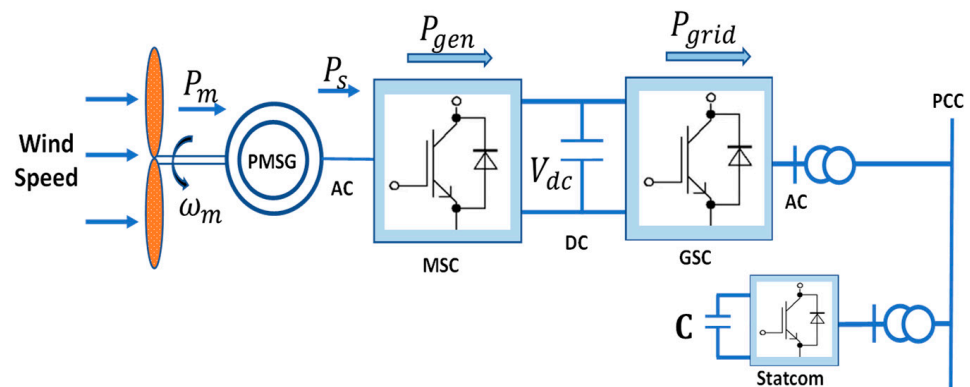 P_gen
P_grid
P_m
P_s
PCC
Wind
Speed
PMSG
V_dc
AC
AC
ω_m
DC
MSC
GSC
C
Statcom